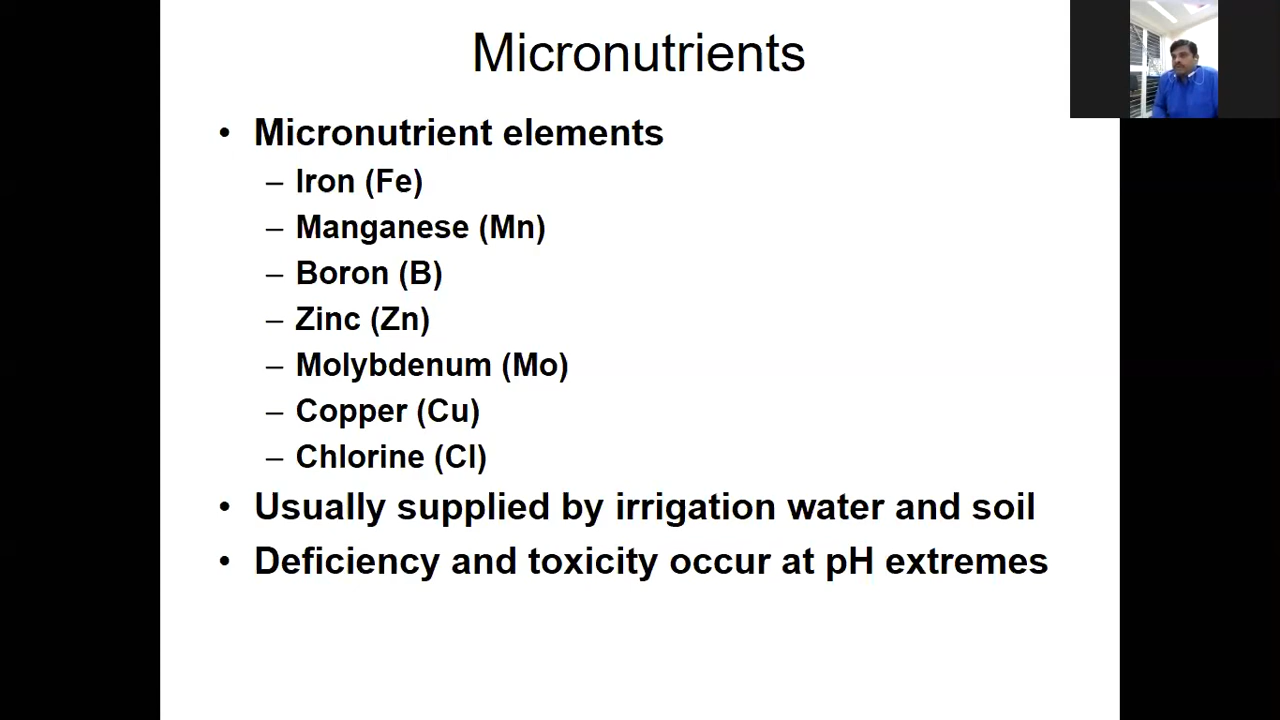 Micronutrients
• Micronutrient elements
– Iron (Fe)
– Manganese (Mn)
– Boron (B)
– Zinc (Zn)
– Molybdenum (Mo)
– Copper (Cu)
– Chlorine (Cl)
• Usually supplied by irrigation water and soil
• Deficiency and toxicity occur at pH extremes